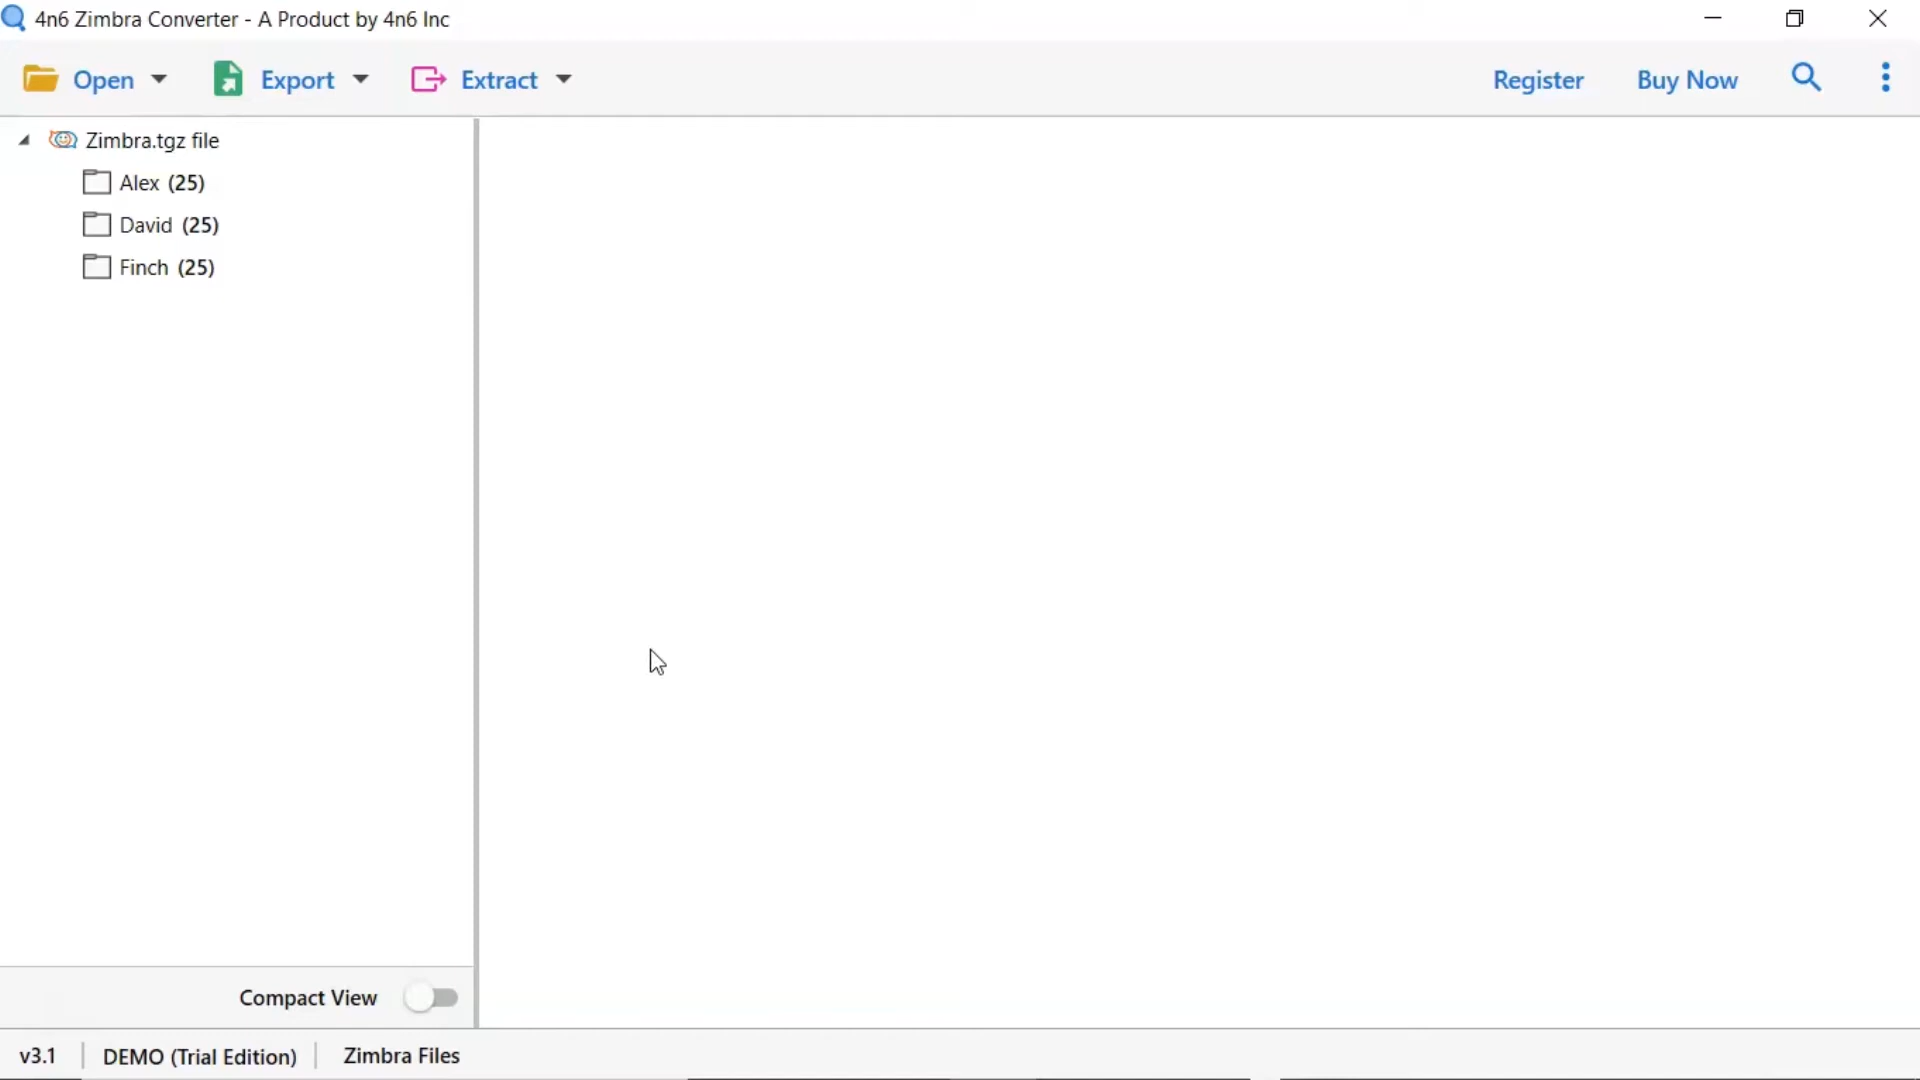 4n6 Zimbra Converter - A Product by 4n6 Inc
Open Export Extract Register Buy Now
Zimbra.tgz file
Alex (25)
David (25)
Finch (25)
Compact View
v3.1 DEMO (Trial Edition) Zimbra Files